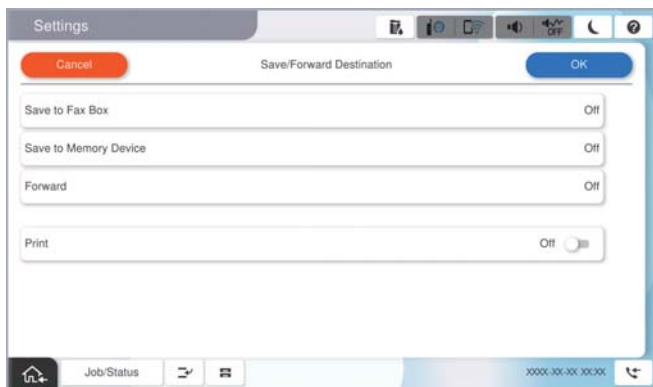 Settings
OFF
Cancel
Save/Forward Destination
OK
Save to Fax Box Off
Save to Memory Device Off
Forward Off
Print Off
Job/Status
XXXX-XX-XX XX:XX